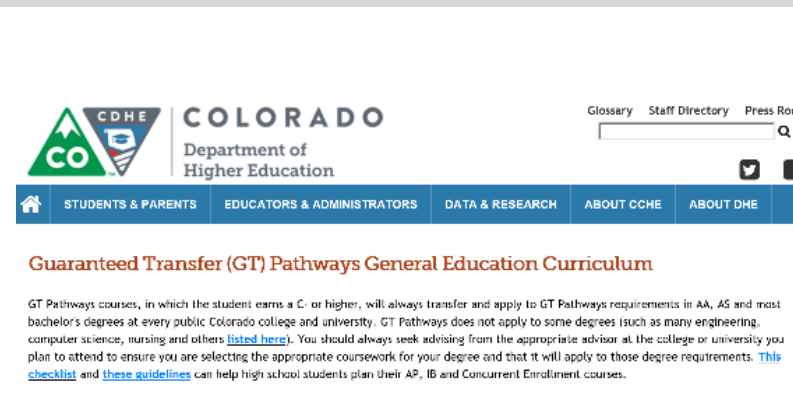 Glossary Staff Directory Press
CDHE
COLORADO
Department of
Higher Education
CO
STUDENTS & PARENTS EDUCATORS & ADMINISTRATORS DATA & RESEARCH ABOUT CCHE ABOUT DHE
Guaranteed Transfer (GT) Pathways General Education Curriculum
GT Pathways courses, in which the student earns a C- or higher, will always transfer and apply to GT Pathways requirements in AA, AS and most
bachelor's degrees at every public Colorado college and university. GT Pathways does not apply to some degrees (such as many engineering,
computer science, nursing and others listed here). You should always seek advising from the appropriate advisor at the college or university you
plan to attend to ensure you are selecting the appropriate coursework for your degree and that it will apply to those degree requirements. This
checklist and these guidelines can help high school students plan their AP, IB and Concurrent Enrollment courses.